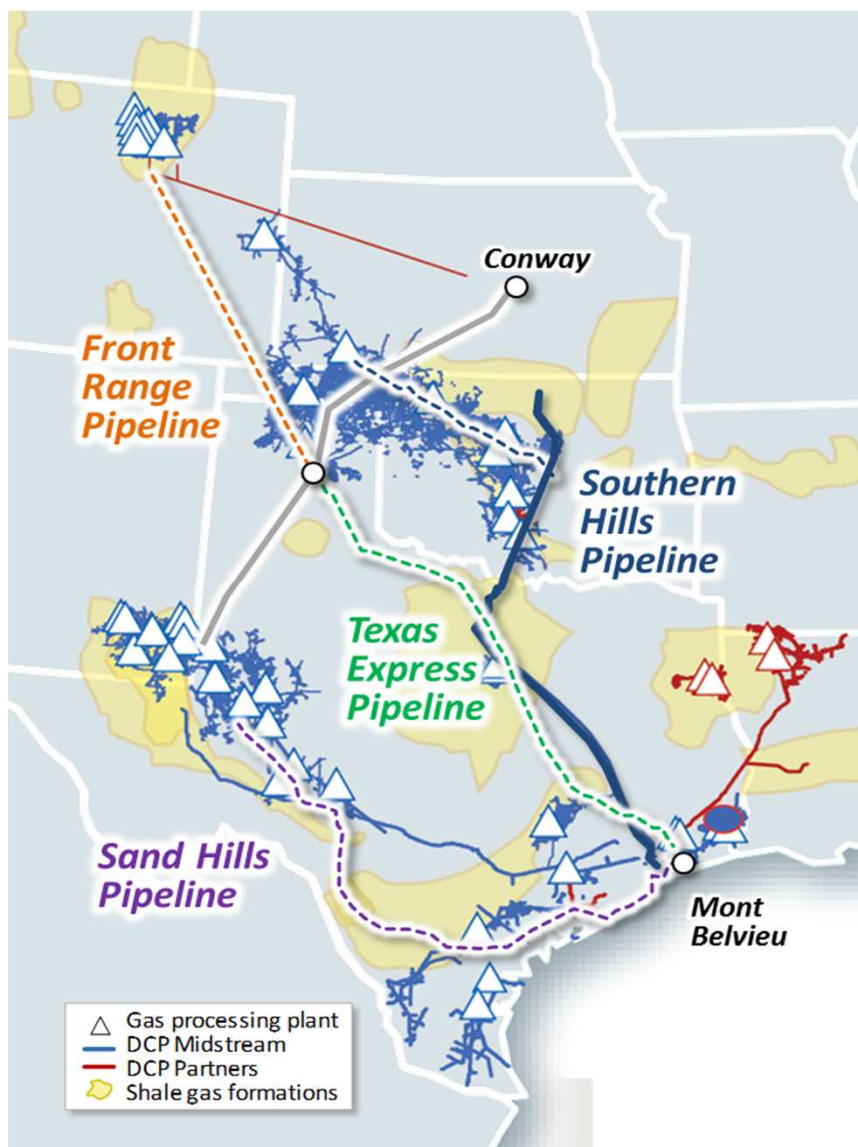 Conway
Front
Range
Pipeline
Southern
Hills
Pipeline
Texas
Express
Pipeline
Sand Hills
Pipeline
Mont
Belvieu
Gas processing plant
DCP Midstream
DCP Partners
Shale gas formations